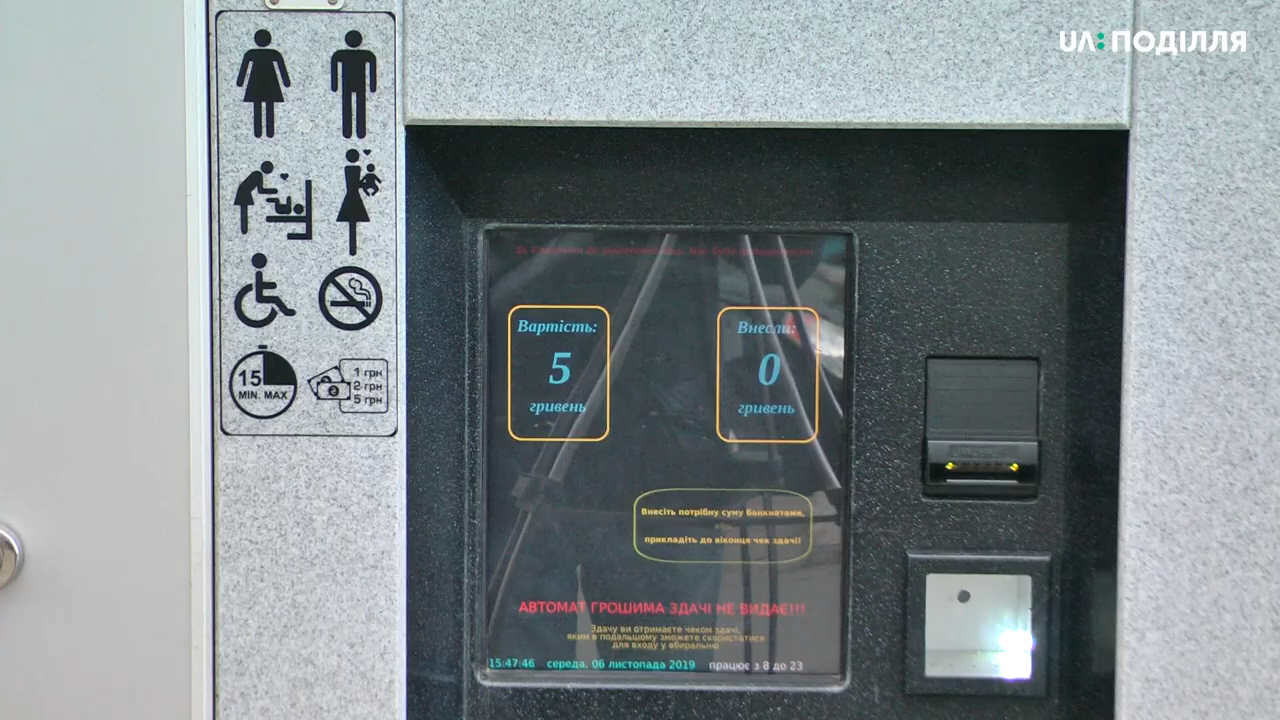 UA: ПОДІЛЛЯ
15
MIN. MAX
1 грн
2 грн
5 грн
Вартість:
5
гривень
Внесли:
0
гривень
Внесіть потрібну суму банкнотами,
або
прикладіть до віконця чек здачі!
АВТОМАТ ГРОШИМА ЗДАЧІ НЕ ВИДАЄ!!!
Здачу ви отримаєте чеком здачі,
яким в подальшому зможете скористатися
для входу у вбиральню
15:47:46 середа, 06 листопада 2019 працює з 8 до 23